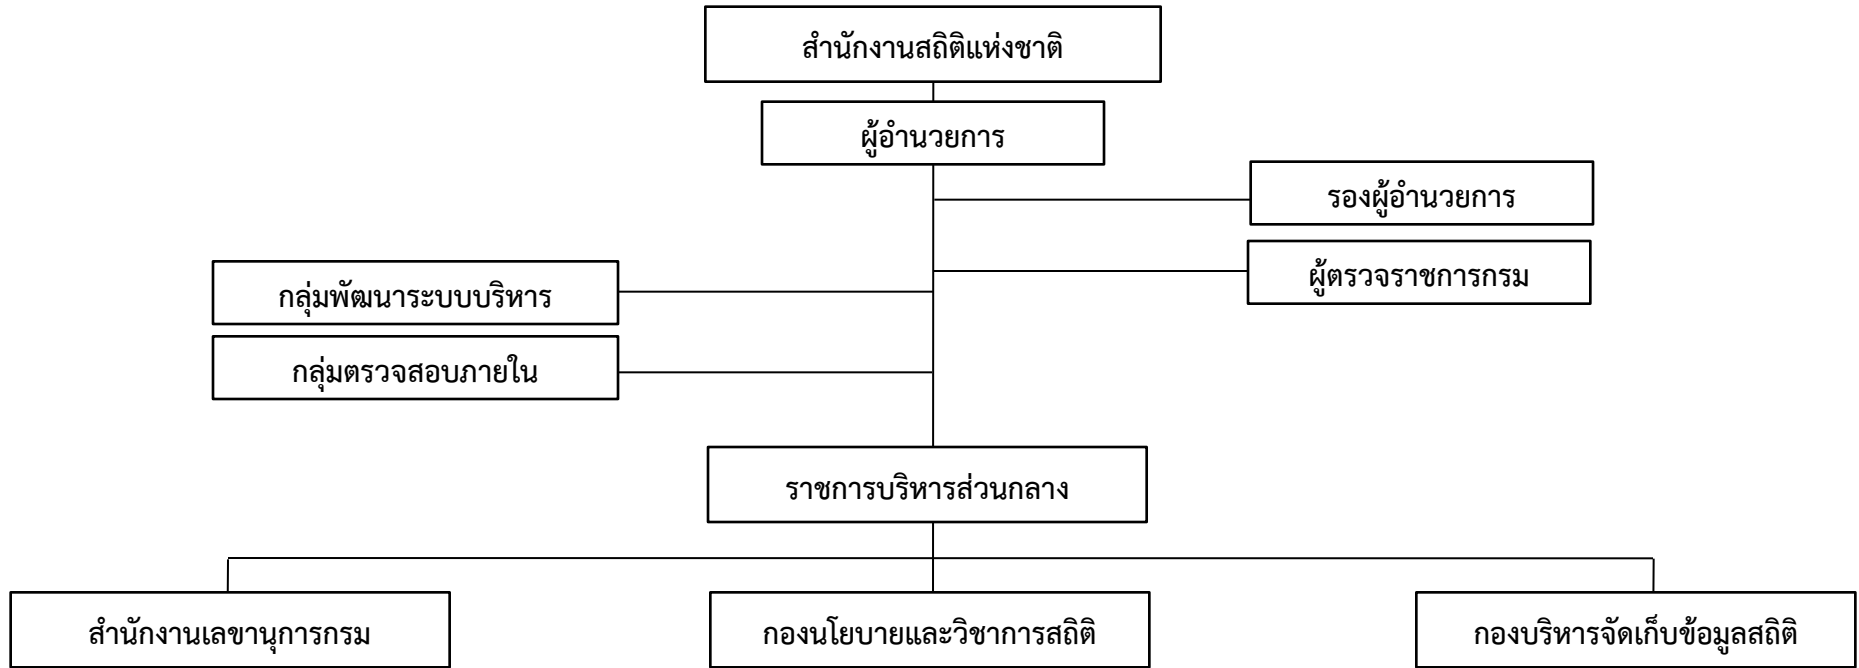 สำนักงานสถิติแห่งชาติ
ผู้อำนวยการ
รองผู้อำนวยการ
ผู้ตรวจราชการกรม
กลุ่มพัฒนาระบบบริหาร
กลุ่มตรวจสอบภายใน
ราชการบริหารส่วนกลาง
สำนักงานเลขานุการกรม
กองนโยบายและวิชาการสถิติ
กองบริหารจัดเก็บข้อมูลสถิติ